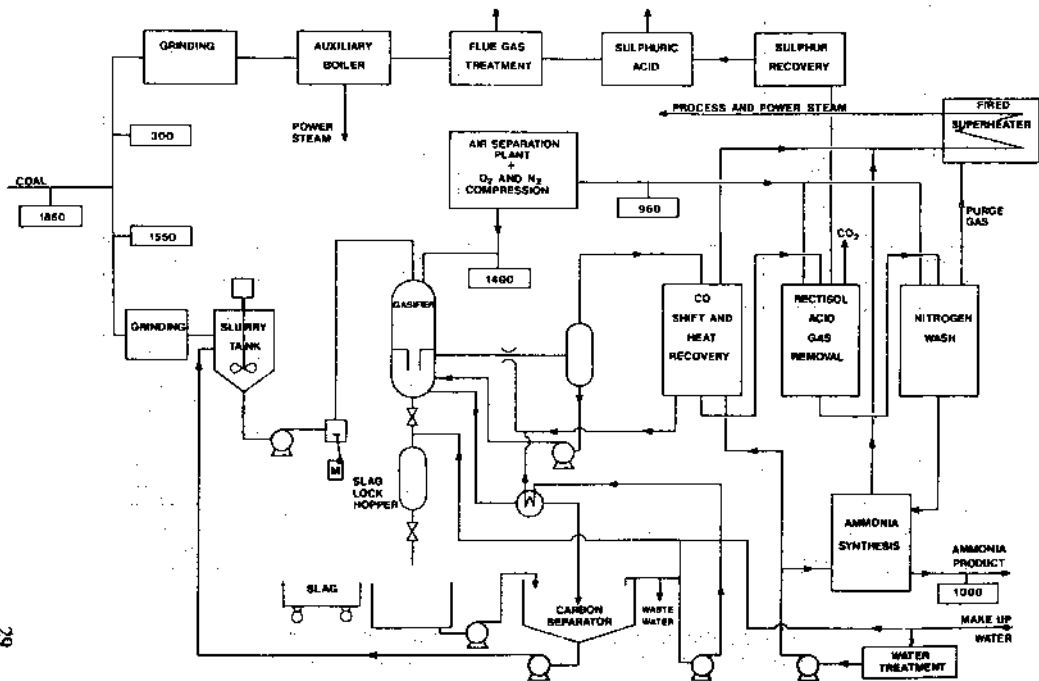 GRINDING
AUXILIARY
BOILER
FLUE GAS
TREATMENT
SULPHURIC
ACID
SULPHUR
RECOVERY
POWER
STEAM
PROCESS AND POWER STEAM
FIRED
SUPERHEATER
300
AIR SEPARATION
PLANT
+
O2 AND N2
COMPRESSION
COAL
1850
960
PURGE
GAS
1550
CO2
1400
GASIFIER
CO
SHIFT AND
HEAT
RECOVERY
RECTISOL
ACID
GAS
REMOVAL
NITROGEN
WASH
GRINDING
SLURRY
TANK
M
SLAG
LOCK
HOPPER
AMMONIA
SYNTHESIS
AMMONIA
PRODUCT
1000
SLAG
CARBON
SEPARATOR
WASTE
WATER
MAKE UP
WATER
WATER
TREATMENT
29